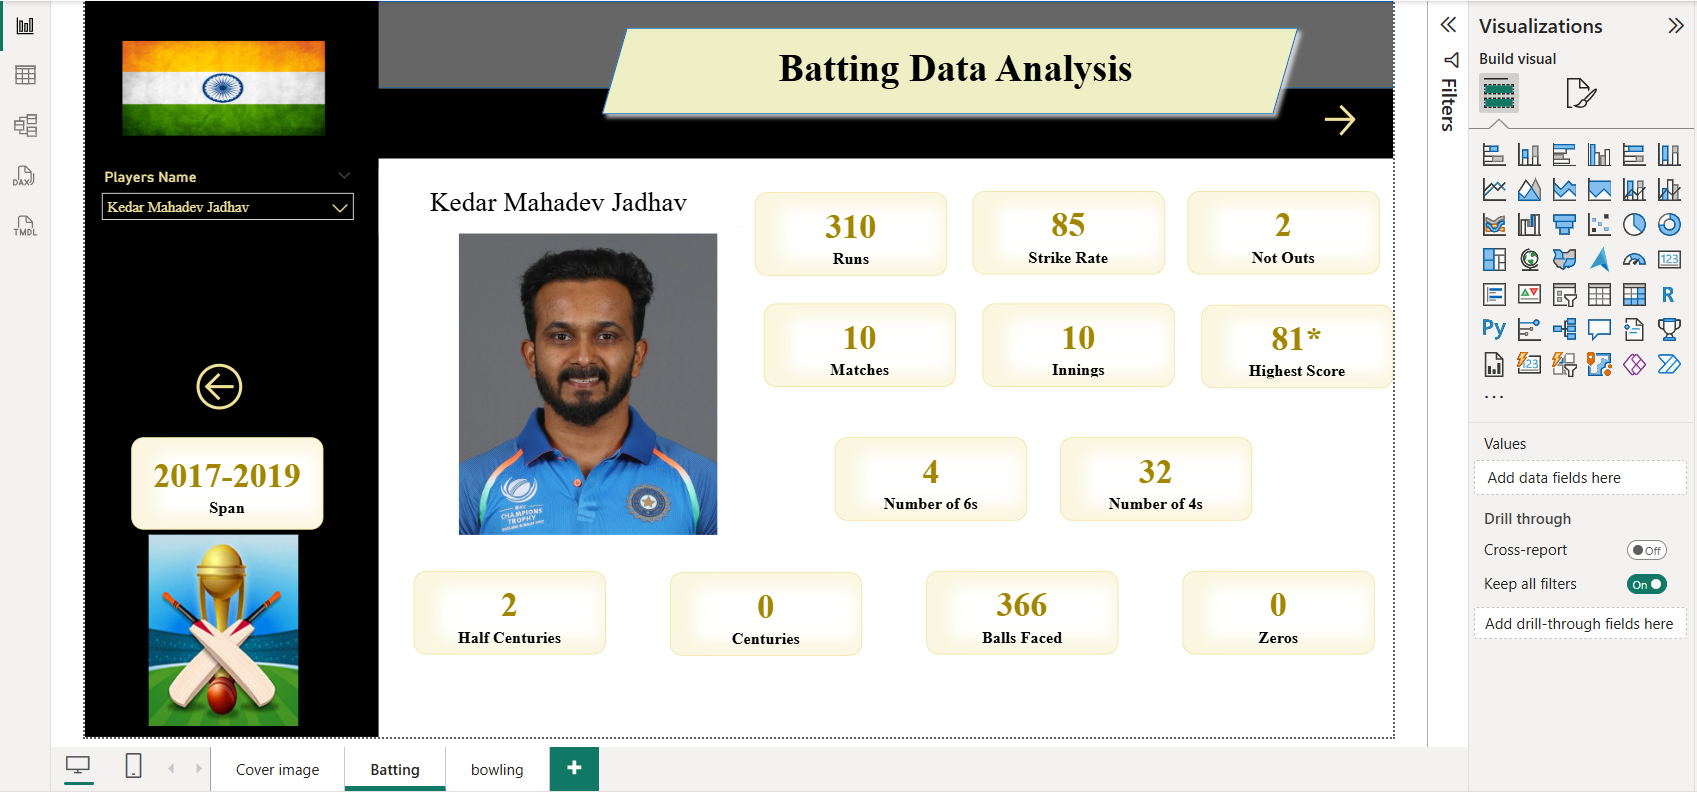 Batting Data Analysis
Players Name
Kedar Mahadev Jadhav
Kedar Mahadev Jadhav
310
Runs
85
Strike Rate
2
Not Outs
10
Matches
10
Innings
81*
Highest Score
4
Number of 6s
32
Number of 4s
2017-2019
Span
CHAMPIONS
TROPHY
2
Half Centuries
0
Centuries
366
Balls Faced
0
Zeros
DAX
TMDL
Cover image
Batting
bowling
+
Filters
Visualizations
Build visual
123
R
Py
123
...
Values
Add data fields here
Drill through
Cross-report
Off
Keep all filters
On
Add drill-through fields here